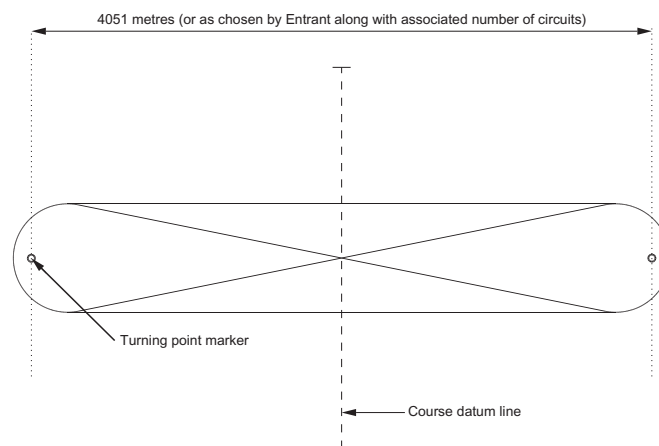 4051 metres (or as chosen by Entrant along with associated number of circuits)
Turning point marker
Course datum line